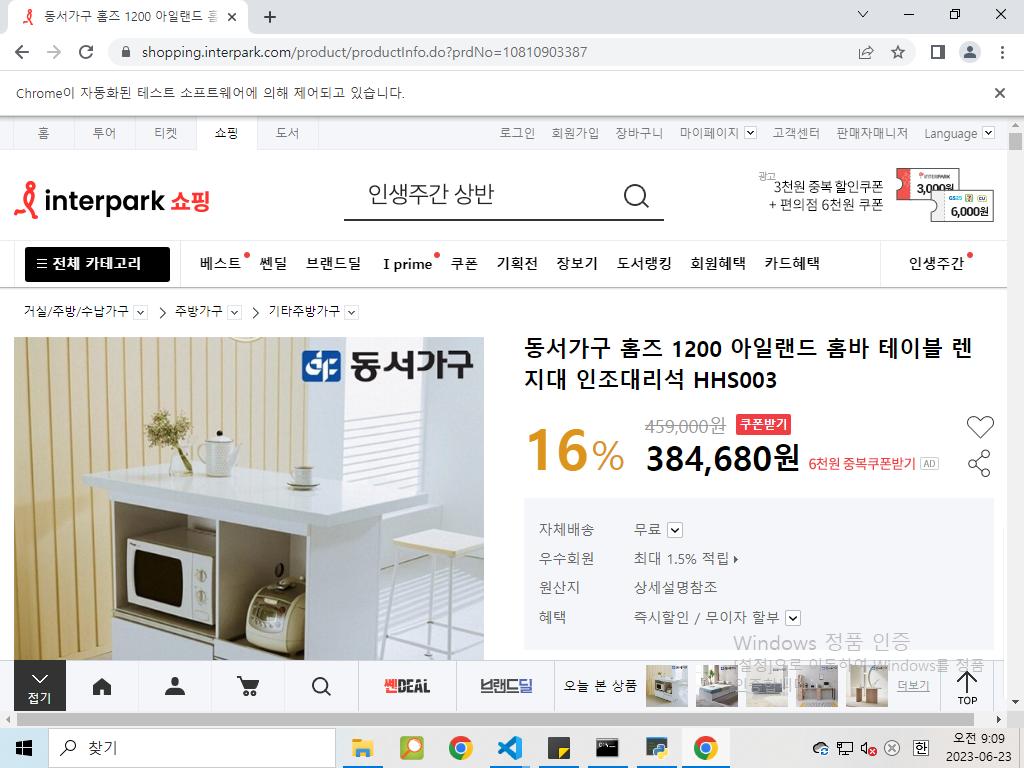 동서가구 홈즈 1200 아일랜드 홈
shopping.interpark.com/product/productInfo.do?prdNo=10810903387
Chrome이 자동화된 테스트 소프트웨어에 의해 제어되고 있습니다.
홈 투어 티켓 쇼핑 도서 로그인 회원가입 장바구니 마이페이지 고객센터 판매자매니저 Language
interpark 쇼핑
인생주간 상반
광고
3천원 중복 할인쿠폰
+ 편의점 6천원 쿠폰
INTERPARK
3,000원
GS25 CU
6,000원
전체 카테고리 베스트 쎈딜 브랜드딜 I prime 쿠폰 기획전 장보기 도서랭킹 회원혜택 카드혜택 인생주간
거실/주방/수납가구 주방가구 기타주방가구
동서가구
동서가구 홈즈 1200 아일랜드 홈바 테이블 렌
지대 인조대리석 HHS003
16% 459,000원 쿠폰받기
384,680원 6천원 중복쿠폰받기 AD
자체배송 무료
우수회원 최대 1.5% 적립
원산지 상세설명참조
혜택 즉시할인 / 무이자 할부
Windows 정품 인증
[설정]으로 이동하여 Windows를 정품
인증합니다.
접기
쎈DEAL 브랜드딜 오늘 본 상품 더보기 TOP
찾기
한
오전 9:09
2023-06-23